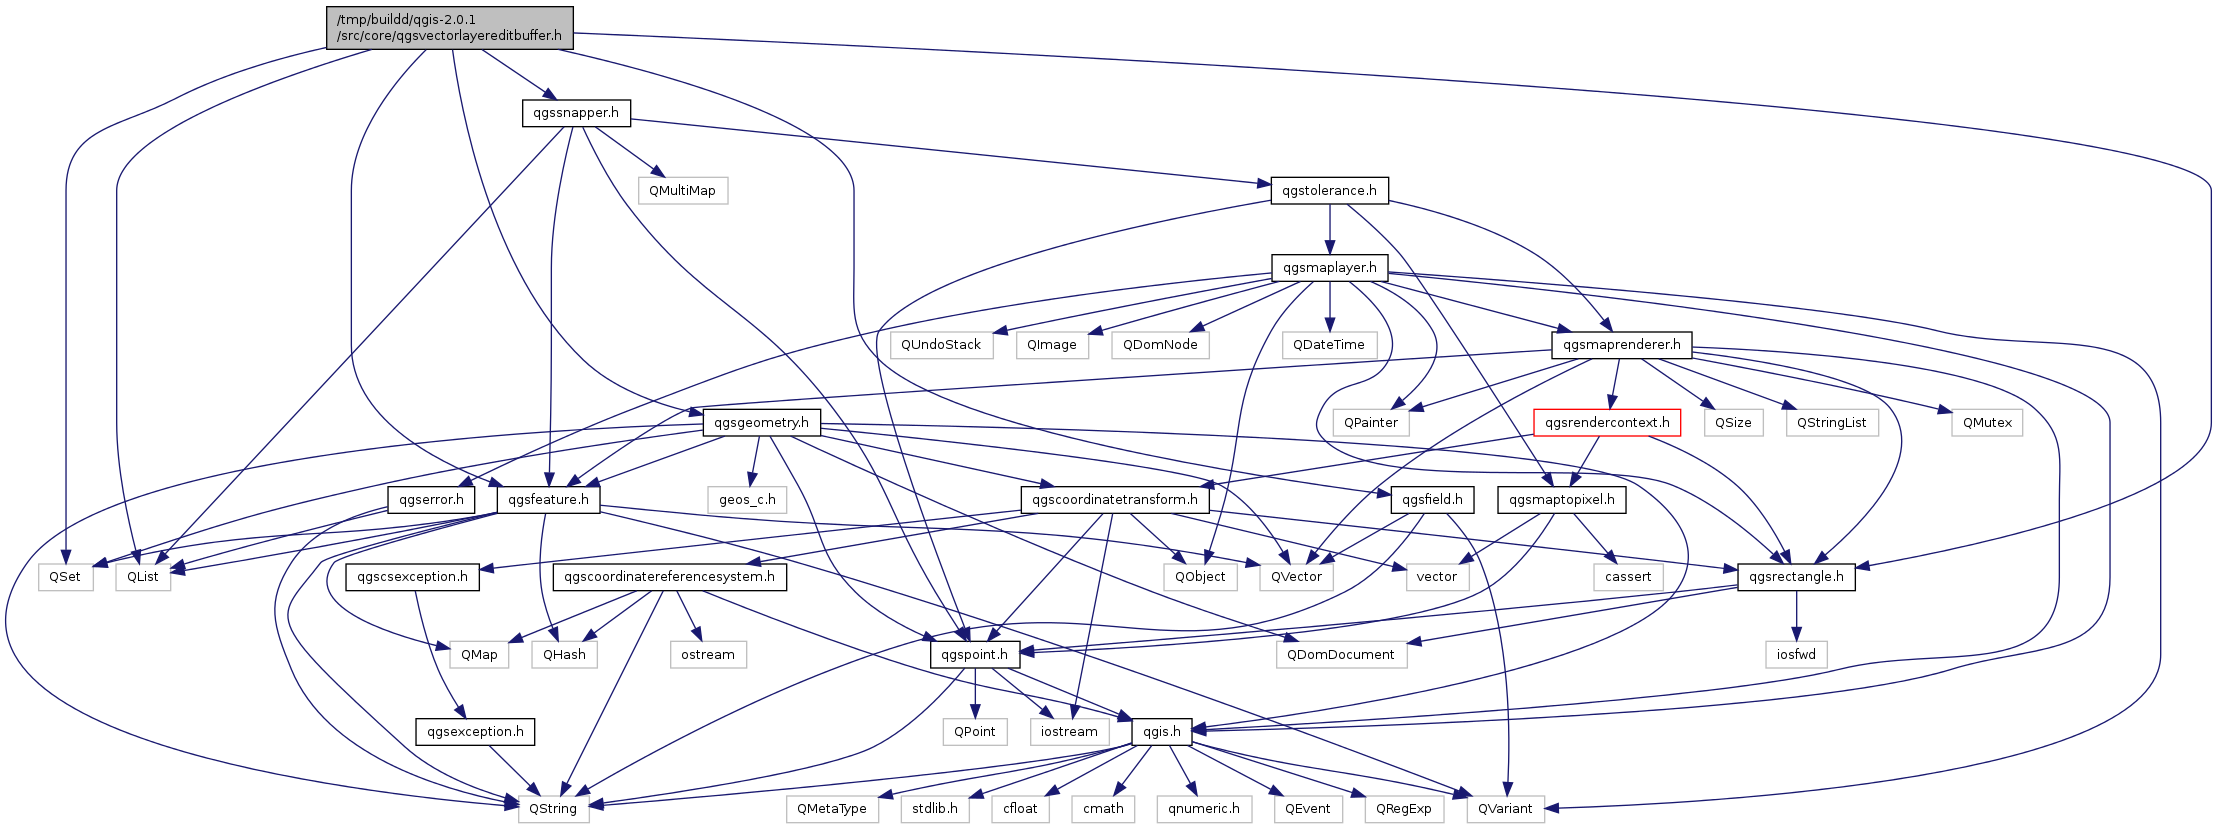 /tmp/buildd/qgis-2.0.1
/src/core/qgsvectorlayereditbuffer.h
qgssnapper.h
QMultiMap
qgstolerance.h
qgsmaplayer.h
QUndoStack
QImage
QDomNode
QDateTime
qgsmaprenderer.h
qgsgeometry.h
QPainter
qgsrendercontext.h
QSize
QStringList
QMutex
qgserror.h
qgsfeature.h
geos_c.h
qgscoordinatetransform.h
qgsfield.h
qgsmaptopixel.h
QSet
QList
qgscsexception.h
qgscoordinatereferencesystem.h
QObject
QVector
vector
cassert
qgsrectangle.h
QMap
QHash
ostream
qgspoint.h
QDomDocument
iosfwd
qgsexception.h
QPoint
iostream
qgis.h
QString
QMetaType
stdlib.h
cfloat
cmath
qnumeric.h
QEvent
QRegExp
QVariant